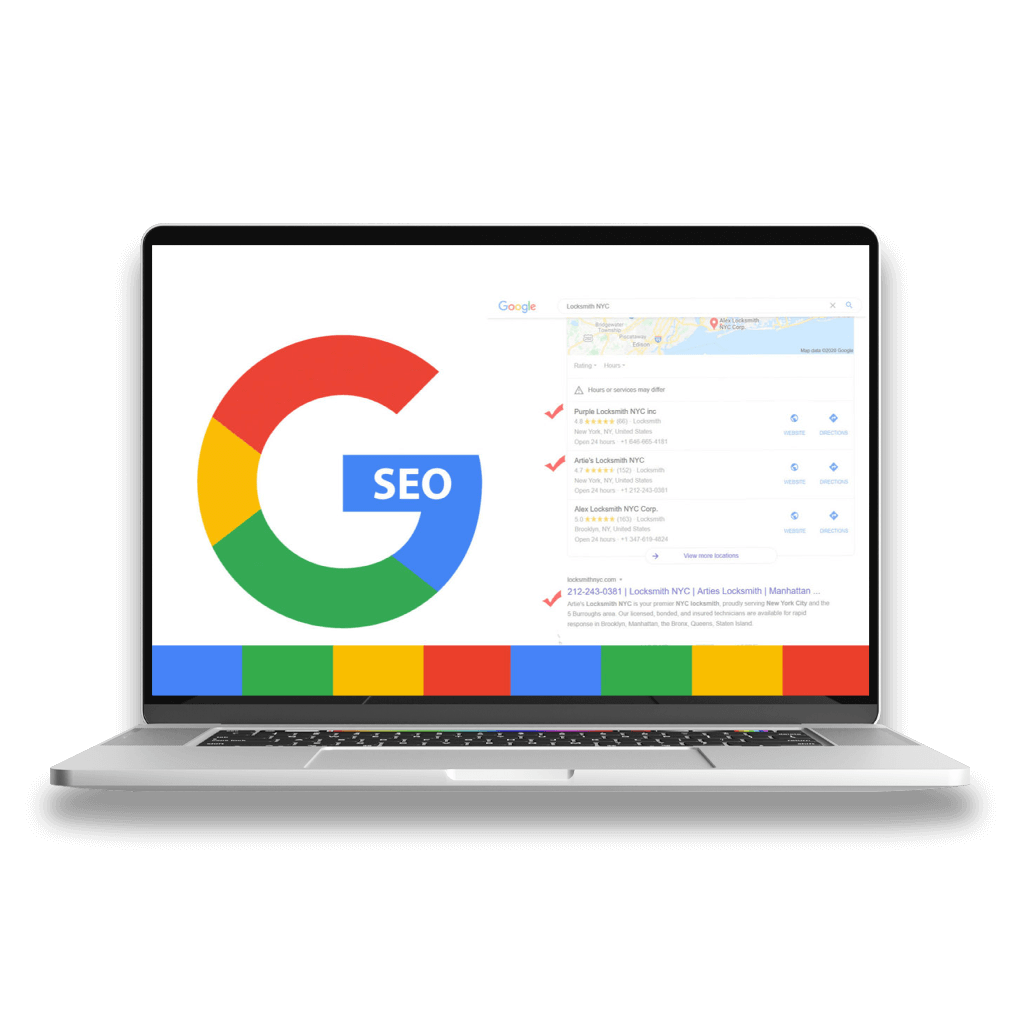 SEO
Google
Locksmith NYC
Alex Locksmith
NYC Corp.
Bridgewater
Township
Piscataway
Edison
Map data ©2020 Google
Rating
Hours
Hours or services may differ
Purple Locksmith NYC inc
4.8 (66) · Locksmith
New York, NY, United States
Open 24 hours · +1 646-665-4181
WEBSITE
DIRECTIONS
Artie's Locksmith NYC
4.7 (152) · Locksmith
New York, NY, United States
Open 24 hours · +1 212-243-0381
WEBSITE
DIRECTIONS
Alex Locksmith NYC Corp.
5.0 (163) · Locksmith
Brooklyn, NY, United States
Open 24 hours · +1 347-619-4824
WEBSITE
DIRECTIONS
View more locations
locksmithnyc.com
212-243-0381 | Locksmith NYC | Arties Locksmith | Manhattan ...
Artie's Locksmith NYC is your premier NYC locksmith, proudly serving New York City and the
5 Burroughs area. Our licensed, bonded, and insured technicians are available for rapid
response in Brooklyn, Manhattan, the Bronx, Queens, Staten Island